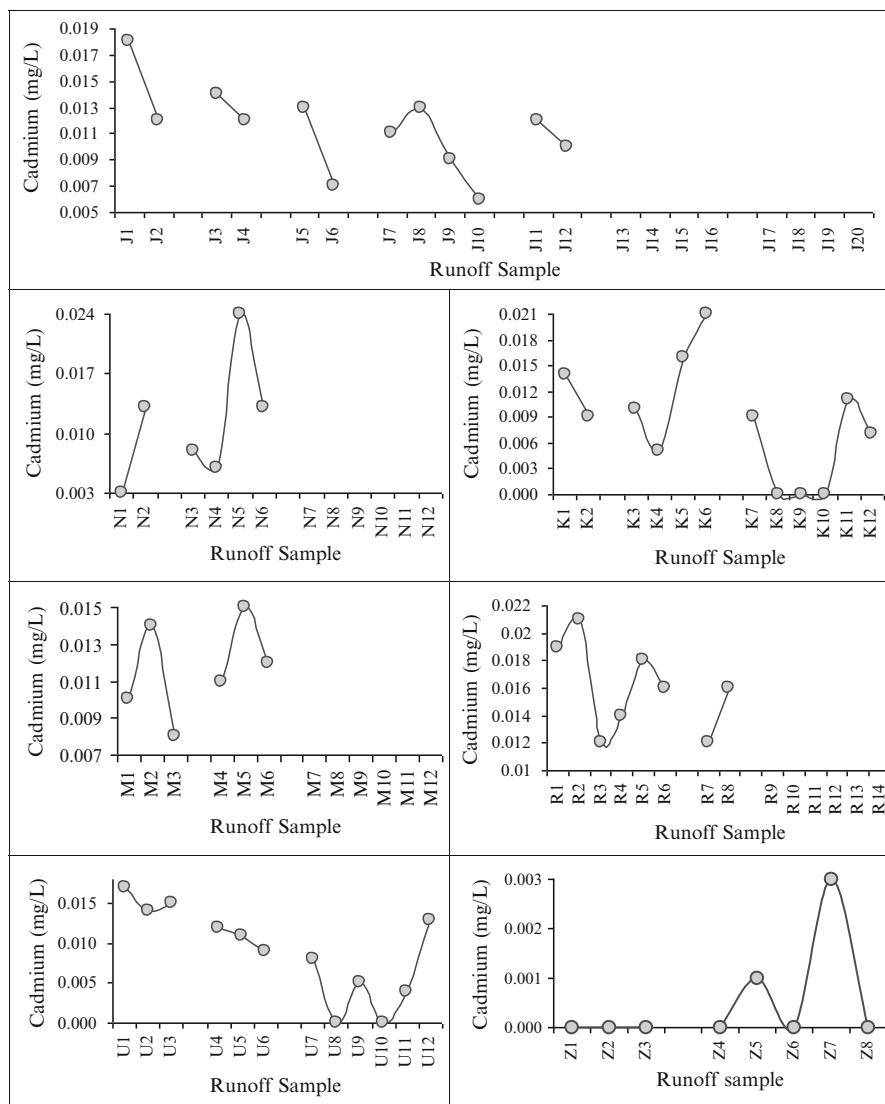 Cadmium (mg/L)
0.019
0.017
0.015
0.013
0.011
0.009
0.007
0.005
J1 J2 J3 J4 J5 J6 J7 J8 J9 J10 J11 J12 J13 J14 J15 J16 J17 J18 J19 J20
Runoff Sample
Cadmium (mg/L)
0.024
0.017
0.010
0.003
N1 N2 N3 N4 N5 N6 N7 N8 N9 N10 N11 N12
Runoff Sample
Cadmium (mg/L)
0.021
0.018
0.015
0.012
0.009
0.006
0.003
0.000
K1 K2 K3 K4 K5 K6 K7 K8 K9 K10 K11 K12
Runoff Sample
Cadmium (mg/L)
0.015
0.013
0.011
0.009
0.007
M1 M2 M3 M4 M5 M6 M7 M8 M9 M10 M11 M12
Runoff Sample
Cadmium (mg/L)
0.022
0.02
0.018
0.016
0.014
0.012
0.01
R1 R2 R3 R4 R5 R6 R7 R8 R9 R10 R11 R12 R13 R14
Runoff Sample
Cadmium (mg/L)
0.015
0.010
0.005
0.000
U1 U2 U3 U4 U5 U6 U7 U8 U9 U10 U11 U12
Runoff Sample
Cadmium (mg/L)
0.003
0.002
0.001
0.000
Z1 Z2 Z3 Z4 Z5 Z6 Z7 Z8
Runoff sample